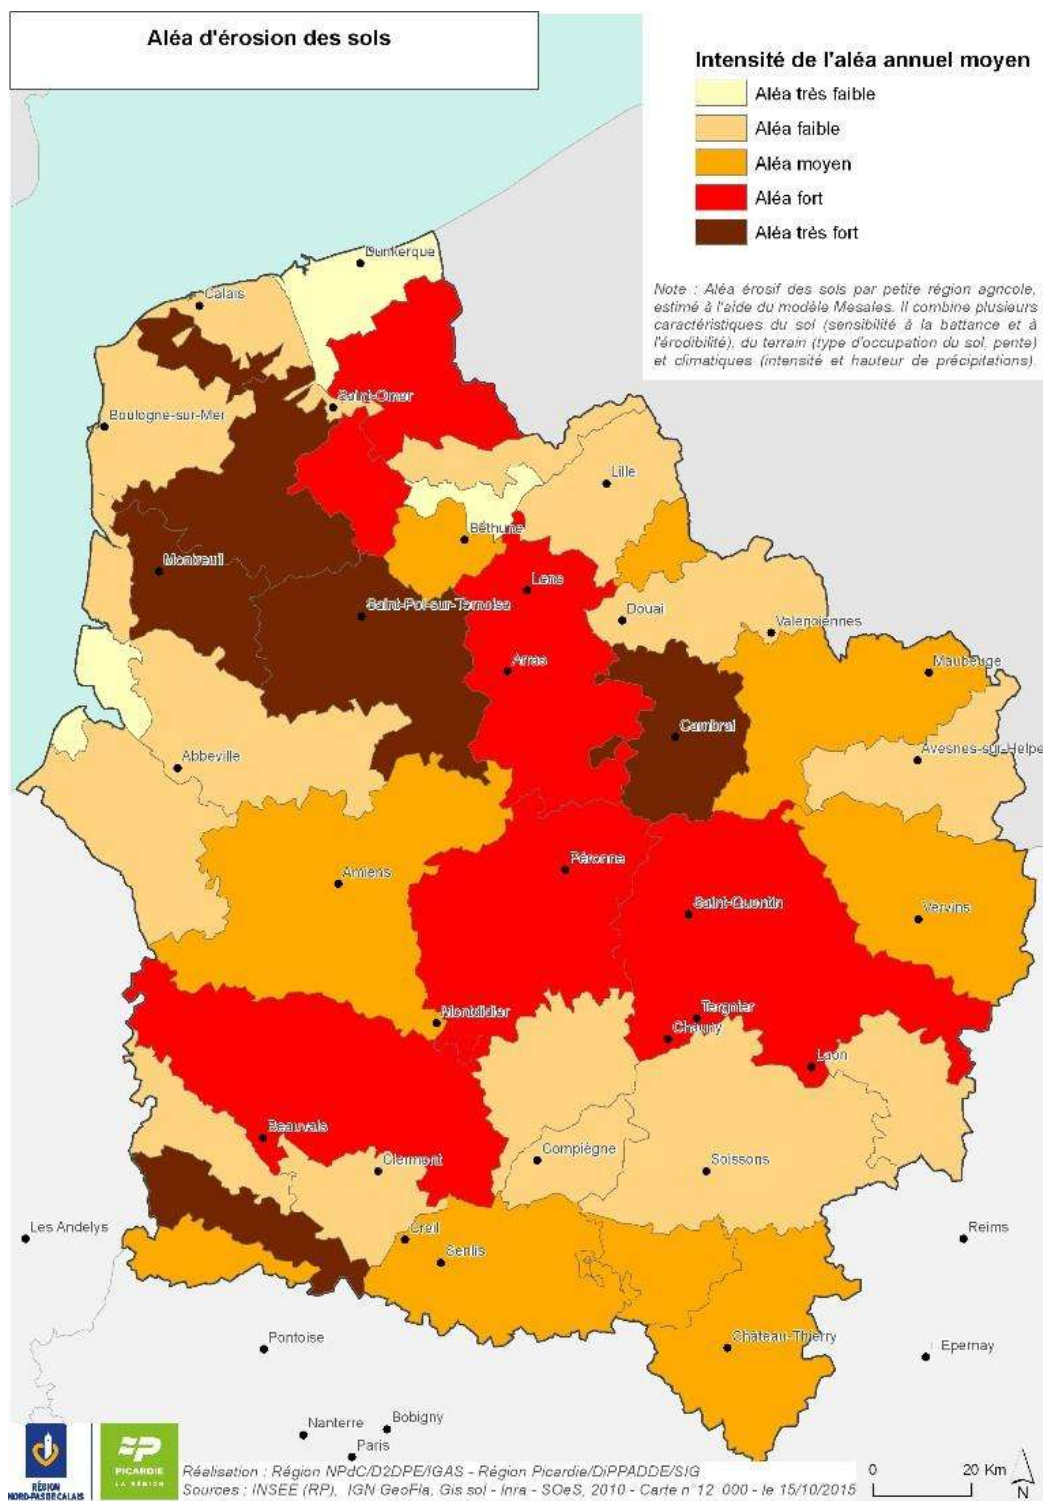 Aléa d'érosion des sols
Intensité de l'aléa annuel moyen
Aléa très faible
Aléa faible
Aléa moyen
Aléa fort
Aléa très fort
Note : Aléa érosif des sols par petite région agricole,
estimé à l'aide du modèle Mesales. Il combine plusieurs
caractéristiques du sol (sensibilité à la battance et à
l'érodibilité), du terrain (type d'occupation du sol, pente)
et climatiques (intensité et hauteur de précipitations).
Dunkerque
Calais
Saint-Omer
Boulogne-sur-Mer
Lille
Béthune
Montreuil
Lens
Saint-Pol-sur-Ternoise
Douai
Valenciennes
Arras
Maubeuge
Cambrai
Avesnes-sur-Helpe
Abbeville
Péronne
Amiens
Saint-Quentin
Vervins
Montdidier
Tergnier
Chauny
Laon
Beauvais
Clermont
Compiègne
Soissons
Les Andelys
Creil
Reims
Senlis
Pontoise
Château-Thierry
Epernay
Nanterre
Bobigny
Paris
RÉGION
NORD-PAS DE CALAIS
PICARDIE
LA RÉGION
Réalisation : Région NPdC/D2DPE/IGAS - Région Picardie/DiPPADDE/SIG
Sources : INSEE (RP), IGN GeoFla, Gis sol - Inra - SOeS, 2010 - Carte n°12_000 - le 15/10/2015
0 20 Km
N